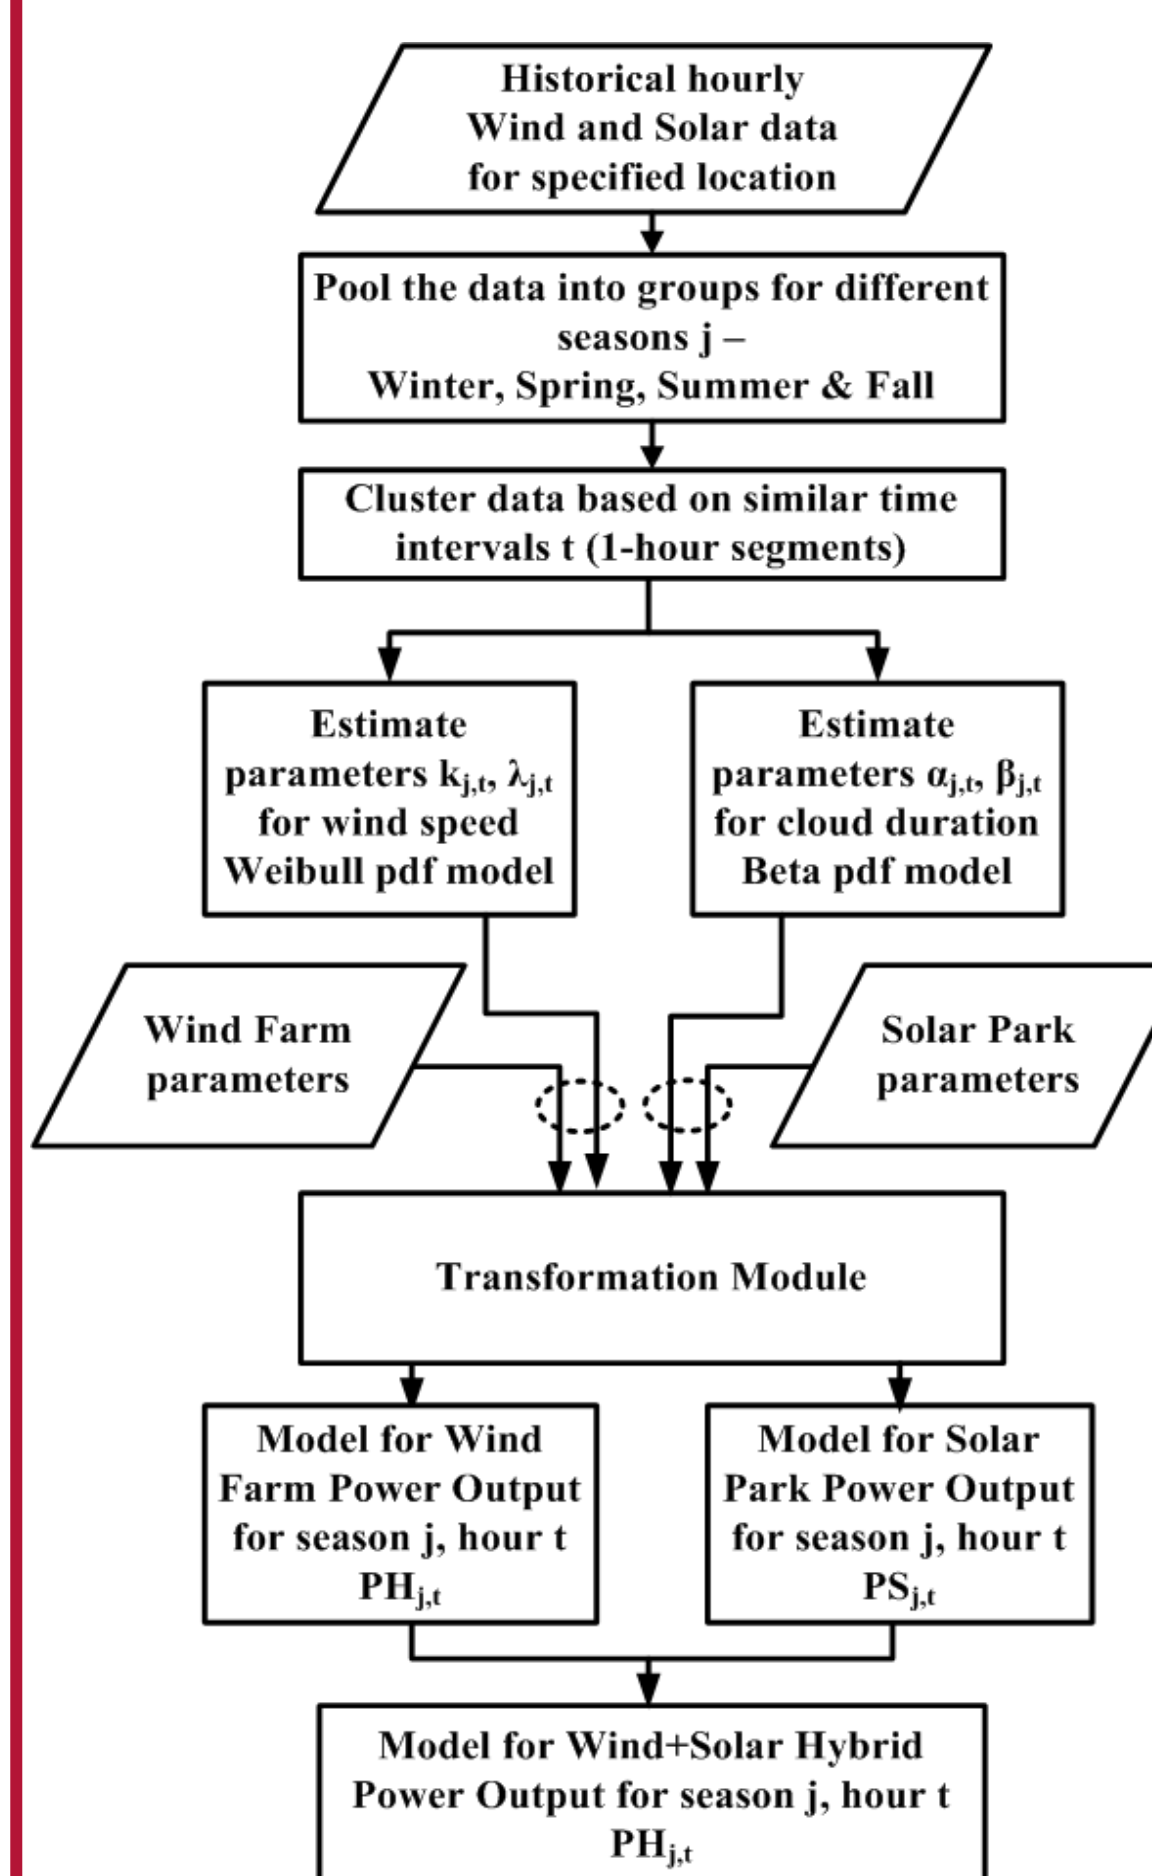 Historical hourly
Wind and Solar data
for specified location
Pool the data into groups for different
seasons j –
Winter, Spring, Summer & Fall
Cluster data based on similar time
intervals t (1-hour segments)
Estimate
parameters kj,t, λj,t
for wind speed
Weibull pdf model
Estimate
parameters αj,t, βj,t
for cloud duration
Beta pdf model
Wind Farm
parameters
Solar Park
parameters
Transformation Module
Model for Wind
Farm Power Output
for season j, hour t
PHj,t
Model for Solar
Park Power Output
for season j, hour t
PSj,t
Model for Wind+Solar Hybrid
Power Output for season j, hour t
PHj,t